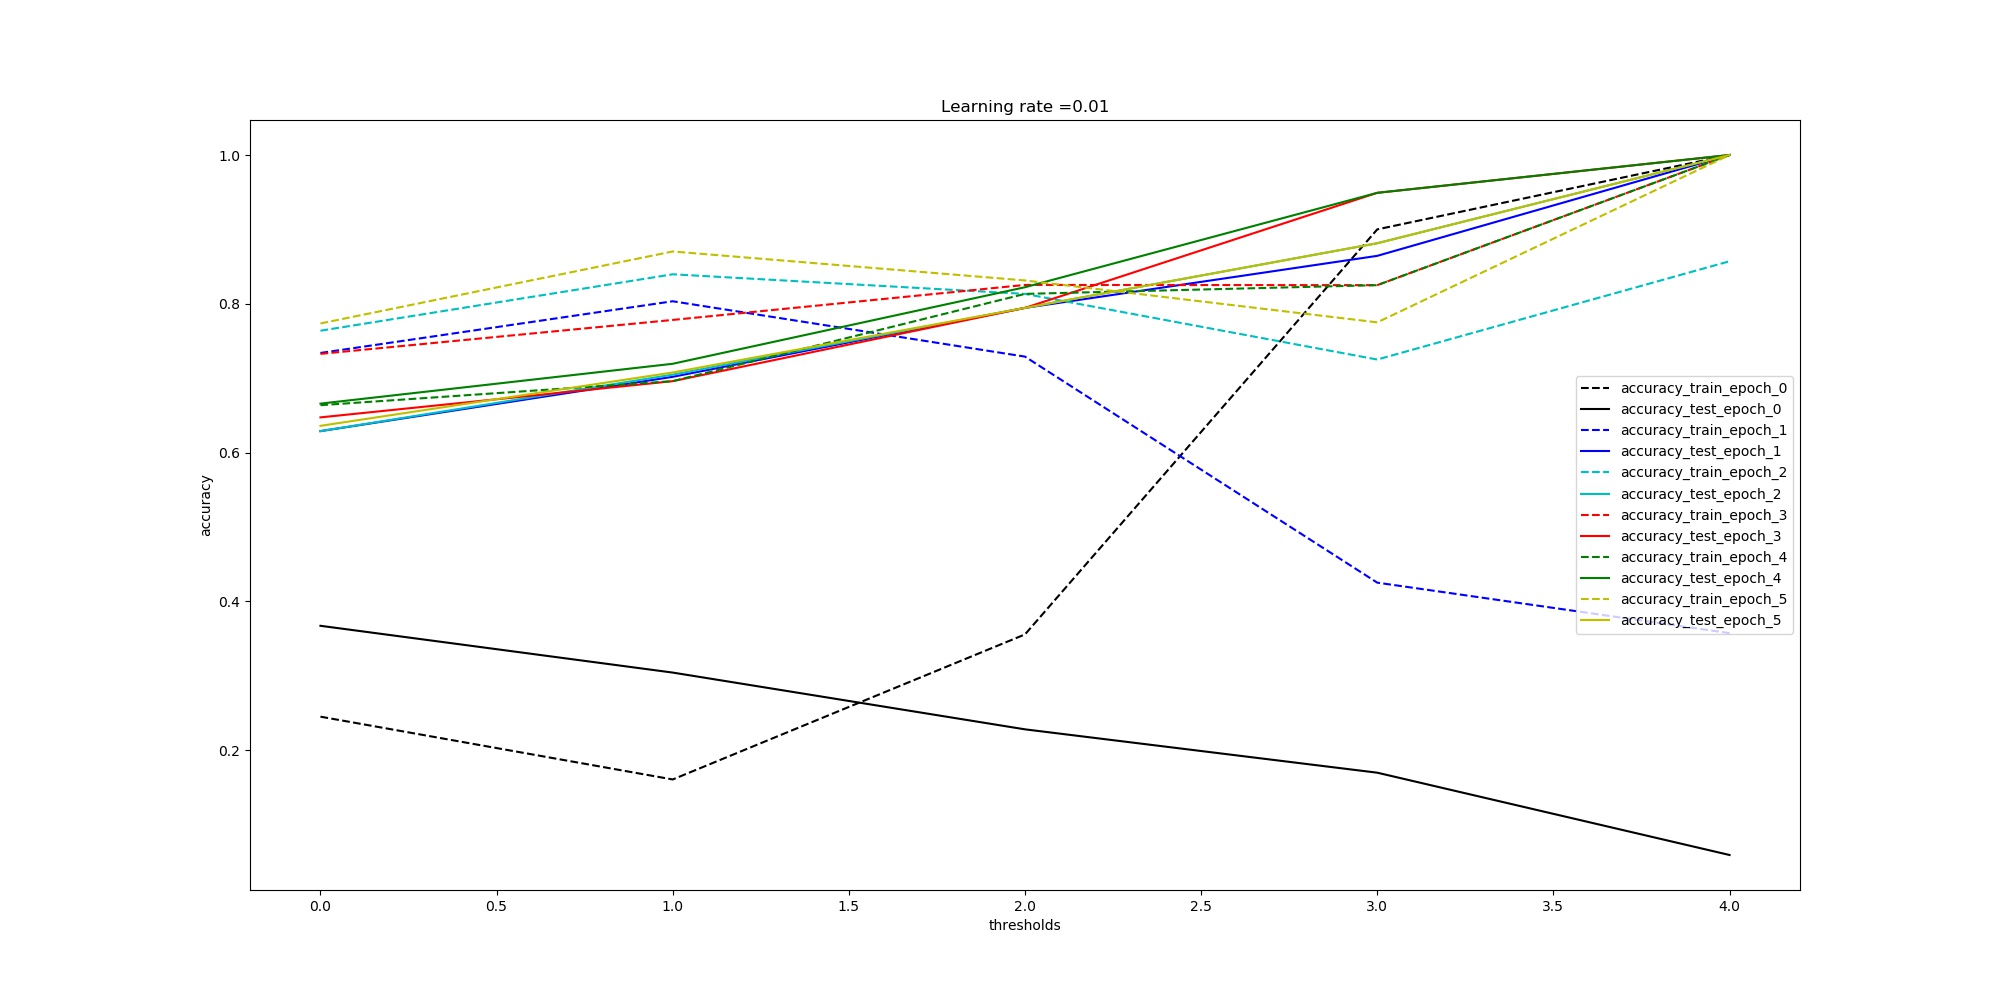 Learning rate =0.01
1.0
0.8
0.6
0.4
0.2
accuracy
accuracy_train_epoch_0
accuracy_test_epoch_0
accuracy_train_epoch_1
accuracy_test_epoch_1
accuracy_train_epoch_2
accuracy_test_epoch_2
accuracy_train_epoch_3
accuracy_test_epoch_3
accuracy_train_epoch_4
accuracy_test_epoch_4
accuracy_train_epoch_5
accuracy_test_epoch_5
0.0 0.5 1.0 1.5 2.0 2.5 3.0 3.5 4.0
thresholds